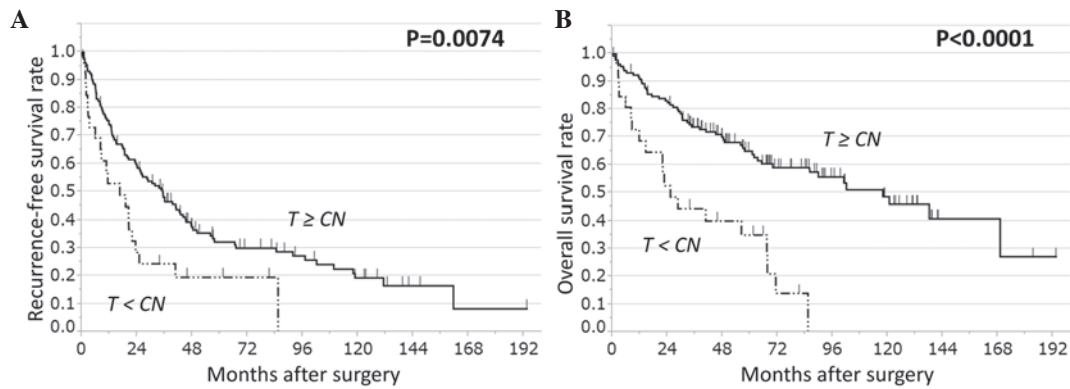 A
P=0.0074
Recurrence-free survival rate
1.0
0.9
0.8
0.7
0.6
0.5
0.4
0.3
0.2
0.1
0.0
T ≥ CN
T < CN
0 24 48 72 96 120 144 168 192
Months after surgery
B
P<0.0001
Overall survival rate
1.0
0.9
0.8
0.7
0.6
0.5
0.4
0.3
0.2
0.1
0.0
T ≥ CN
T < CN
0 24 48 72 96 120 144 168 192
Months after surgery